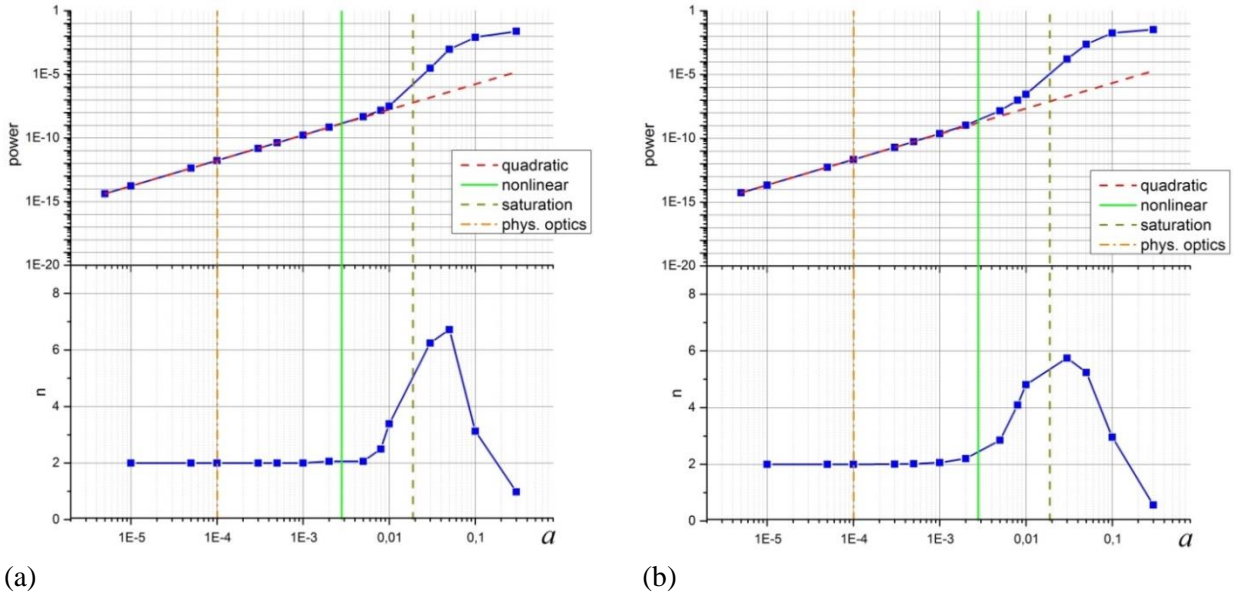 1
1E-5
1E-10
1E-15
1E-20
power
quadratic
nonlinear
saturation
phys. optics
8
6
4
2
0
n
1E-5 1E-4 1E-3 0,01 0,1 a
(a)
1
1E-5
1E-10
1E-15
1E-20
power
quadratic
nonlinear
saturation
phys. optics
8
6
4
2
0
n
1E-5 1E-4 1E-3 0,01 0,1 a
(b)